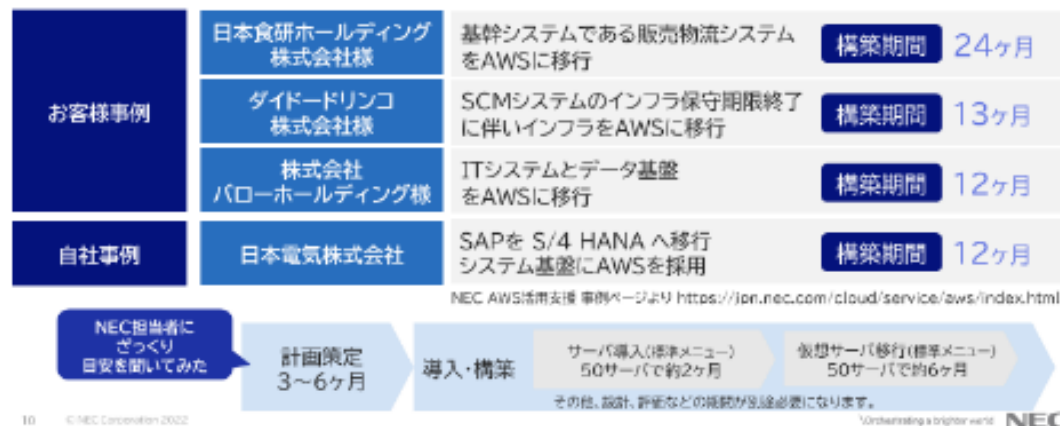 お客様事例
日本食研ホールディング
株式会社様
基幹システムである販売物流システム
をAWSに移行
構築期間 24ヶ月
ダイドードリンコ
株式会社様
SCMシステムのインフラ保守期限終了
に伴いインフラをAWSに移行
構築期間 13ヶ月
株式会社
バローホールディング様
ITシステムとデータ基盤
をAWSに移行
構築期間 12ヶ月
自社事例
日本電気株式会社
SAPを S/4 HANA へ移行
システム基盤にAWSを採用
構築期間 12ヶ月
NEC AWS活用支援 事例ページより https://jpn.nec.com/cloud/service/aws/index.html
NEC担当者に
ざっくり
目安を聞いてみた
計画策定
3～6ヶ月
導入・構築
サーバ導入(標準メニュー)
50サーバで約2ヶ月
仮想サーバ移行(標準メニュー)
50サーバで約6ヶ月
その他、設計、評価などの期間が別途必要になります。
10 © NEC Corporation 2022
\Orchestrating a brighter world NEC